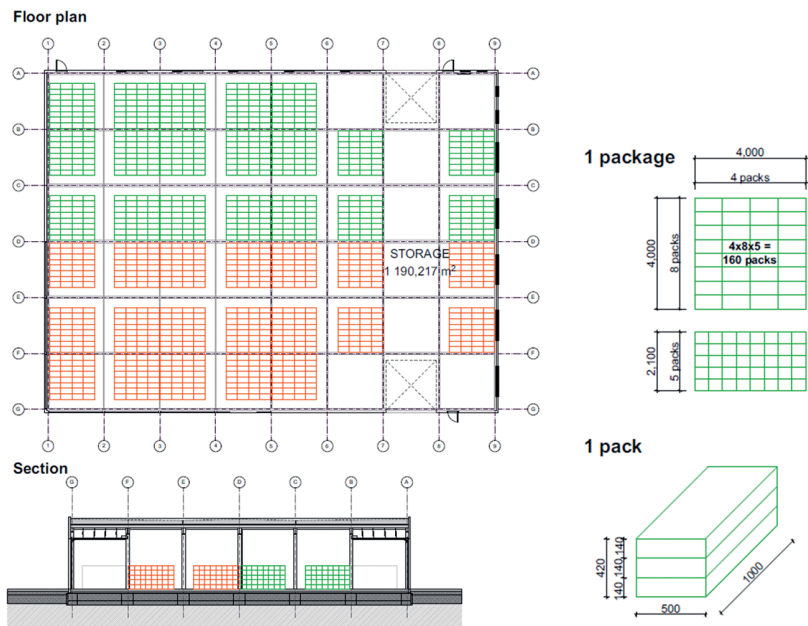 Floor plan
1 2 3 4 5 6 7 8 9
A A
B B
C C
D D
STORAGE
1 190,217 m²
E E
F F
G G
1 2 3 4 5 6 7 8 9
Section
G F E D C B A
1 package
4,000
4 packs
4,000
8 packs
4x8x5 =
160 packs
2,100
5 packs
1 pack
420
140
140
140
500
1000